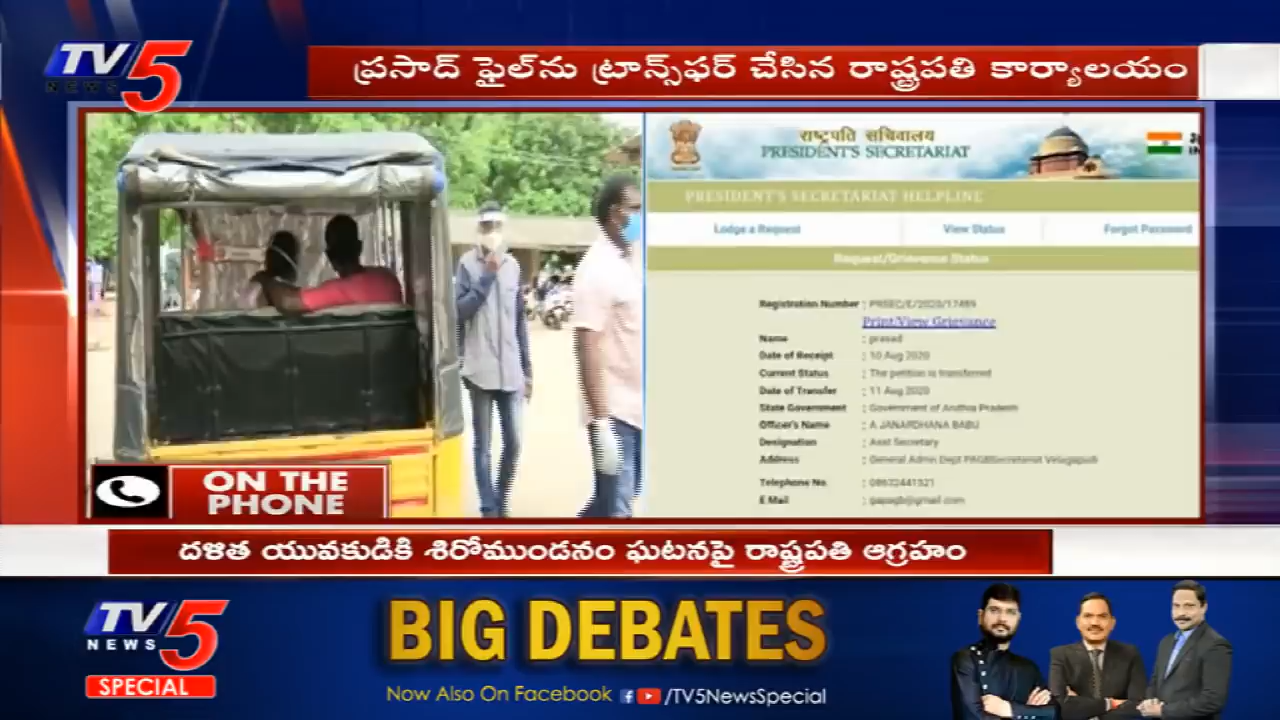 TV5
NEWS
ప్రసాద్ ఫైల్‌ను ట్రాన్స్‌ఫర్ చేసిన రాష్ట్రపతి కార్యాలయం
राष्ट्रपति सचिवालय
PRESIDENT'S SECRETARIAT
PRESIDENT'S SECRETARIAT HELPLINE
Lodge a Request View Status Forgot Password
Request/Grievance Status
Registration Number : PRSEC/E/2020/17489
Print/View Grievance
Name : prasad
Date of Receipt : 10 Aug 2020
Current Status : The petition is transferred
Date of Transfer : 11 Aug 2020
State Government : Government of Andhra Pradesh
Officer's Name : A JANARDHANA BABU
Designation : Asst Secretary
Address : General Admn Dept
Telephone No. : 08632441521
E Mail
ON THE
PHONE
దళిత యువకుడికి శిరోముండనం ఘటనపై రాష్ట్రపతి ఆగ్రహం
TV5
NEWS
SPECIAL
BIG DEBATES
Now Also On Facebook /TV5NewsSpecial